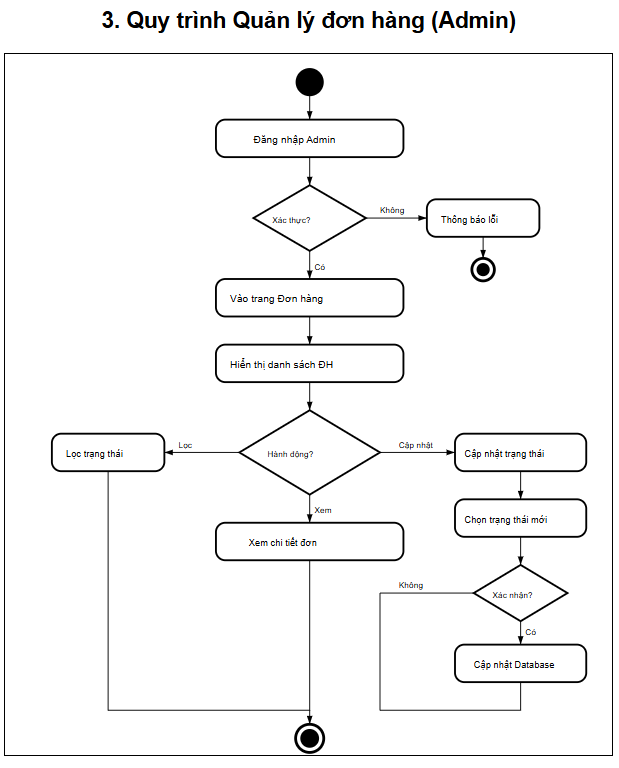 3. Quy trình Quản lý đơn hàng (Admin)
Đăng nhập Admin
Xác thực?
Không
Thông báo lỗi
Có
Vào trang Đơn hàng
Hiển thị danh sách ĐH
Lọc trạng thái
Lọc
Hành động?
Cập nhật
Cập nhật trạng thái
Xem
Chọn trạng thái mới
Xem chi tiết đơn
Không
Xác nhận?
Có
Cập nhật Database